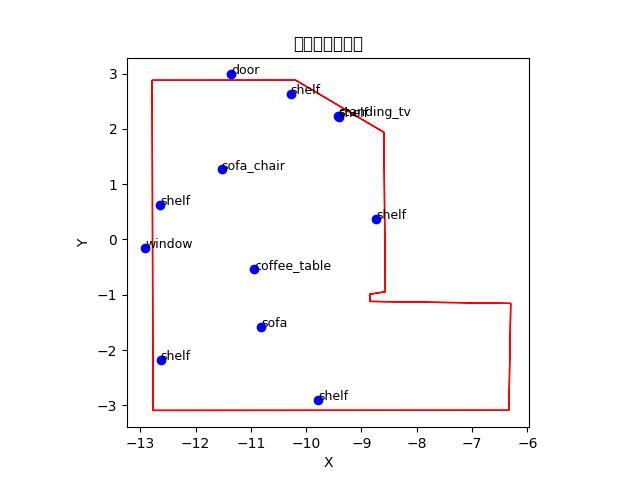 door
shelf
standing_tv
sofa_chair
shelf
shelf
window
coffee_table
sofa
shelf
shelf
3
2
1
0
−1
−2
−3
Y
−13
−12
−11
−10
−9
−8
−7
−6
X